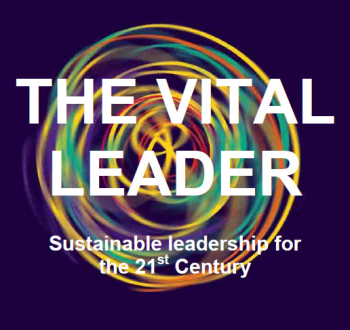 THE VITAL
LEADER
Sustainable leadership for
the 21st Century